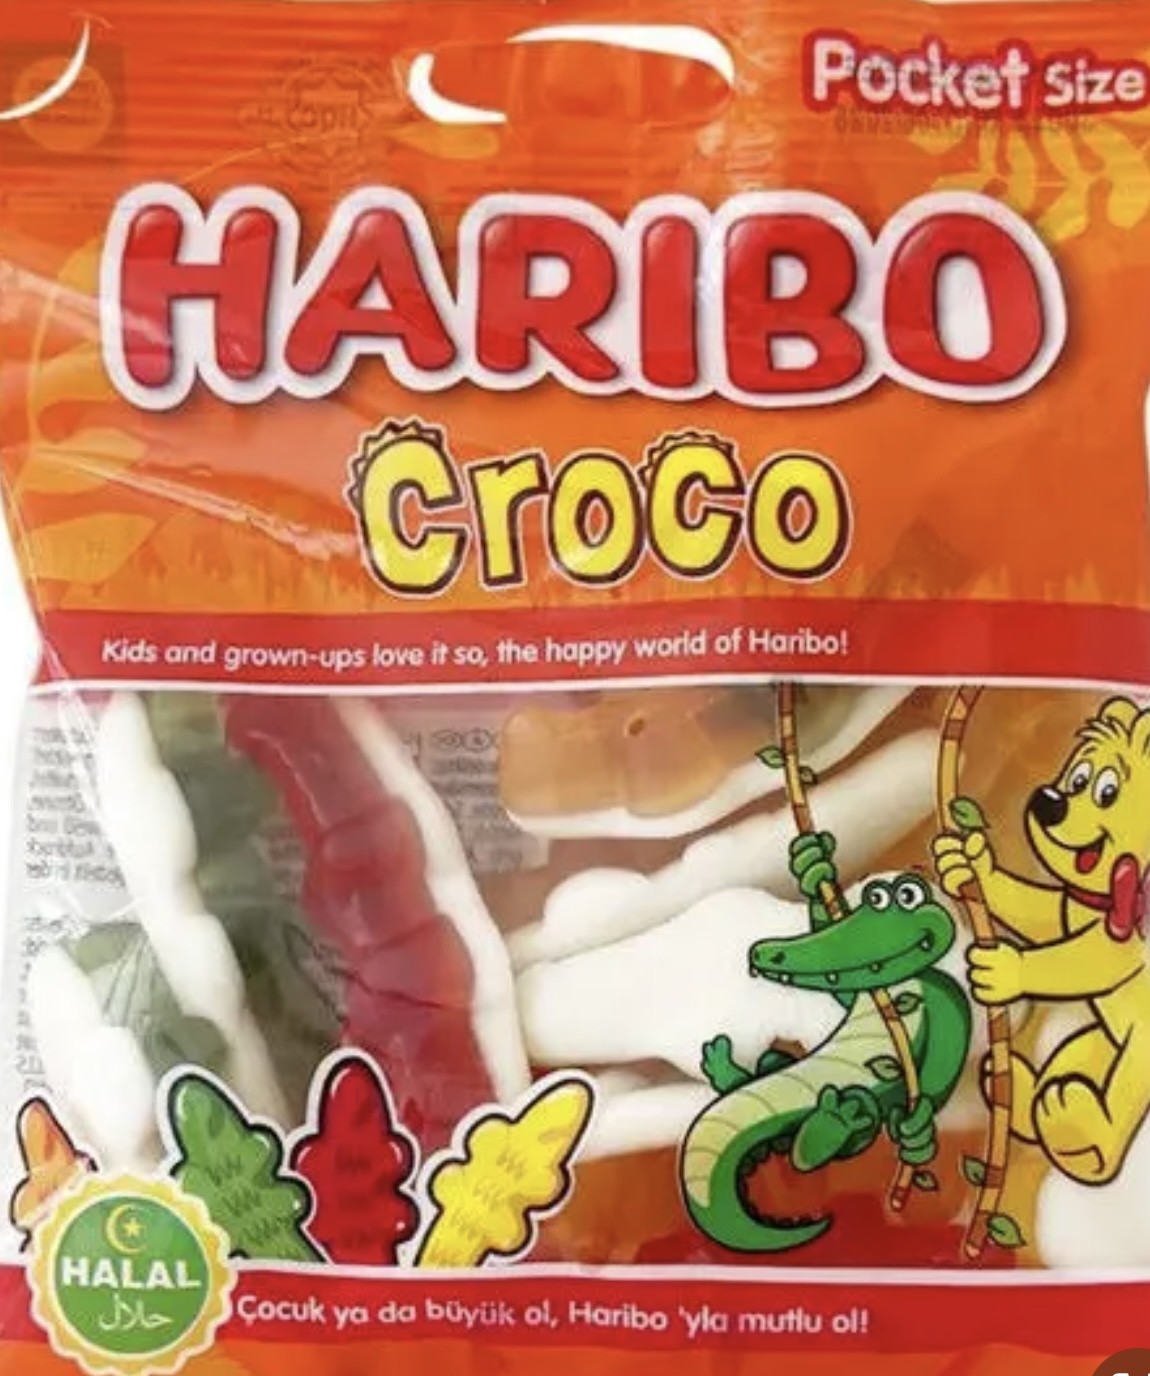 Pocket Size
HARIBO
Croco
Kids and grown-ups love it so, the happy world of Haribo!
HALAL
حلال
Çocuk ya da büyük ol, Haribo 'yla mutlu ol!